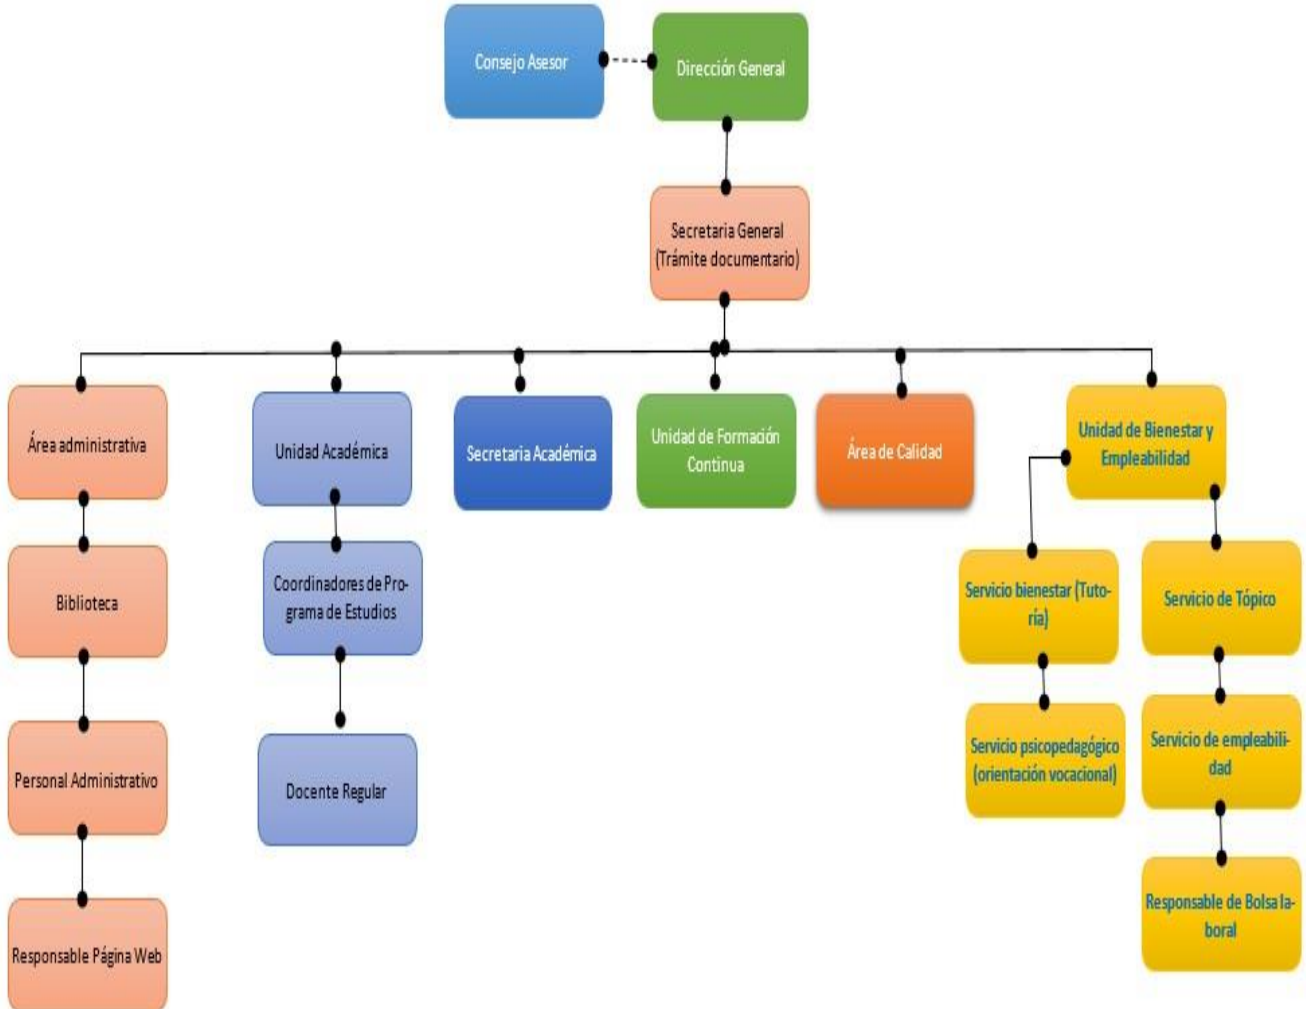 Consejo Asesor
Dirección General
Secretaria General
(Trámite documentario)
Área administrativa
Unidad Académica
Secretaria Académica
Unidad de Formación
Continua
Área de Calidad
Unidad de Bienestar y
Empleabilidad
Biblioteca
Coordinadores de Pro-
grama de Estudios
Servicio bienestar (Tuto-
ría)
Servicio de Tópico
Personal Administrativo
Docente Regular
Servicio psicopedagógico
(orientación vocacional)
Servicio de empleabili-
dad
Responsable Página Web
Responsable de Bolsa la-
boral